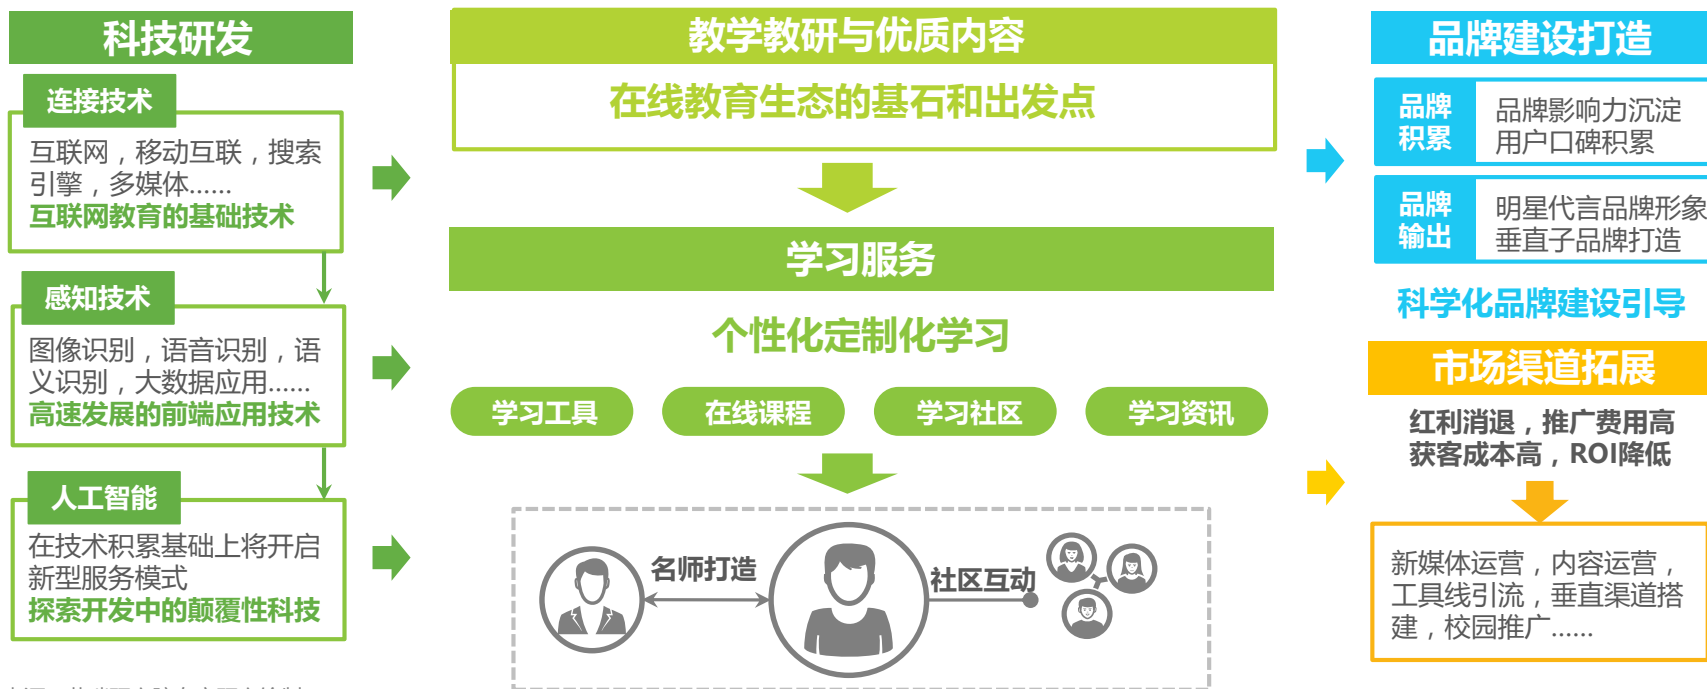 科技研发
连接技术
互联网，移动互联，搜索
引擎，多媒体......
互联网教育的基础技术
感知技术
图像识别，语音识别，语
义识别，大数据应用......
高速发展的前端应用技术
人工智能
在技术积累基础上将开启
新型服务模式
探索开发中的颠覆性科技
教学教研与优质内容
在线教育生态的基石和出发点
学习服务
个性化定制化学习
学习工具
在线课程
学习社区
学习资讯
名师打造
社区互动
品牌建设打造
品牌
积累
品牌影响力沉淀
用户口碑积累
品牌
输出
明星代言品牌形象
垂直子品牌打造
科学化品牌建设引导
市场渠道拓展
红利消退，推广费用高
获客成本高，ROI降低
新媒体运营，内容运营，
工具线引流，垂直渠道搭
建，校园推广......